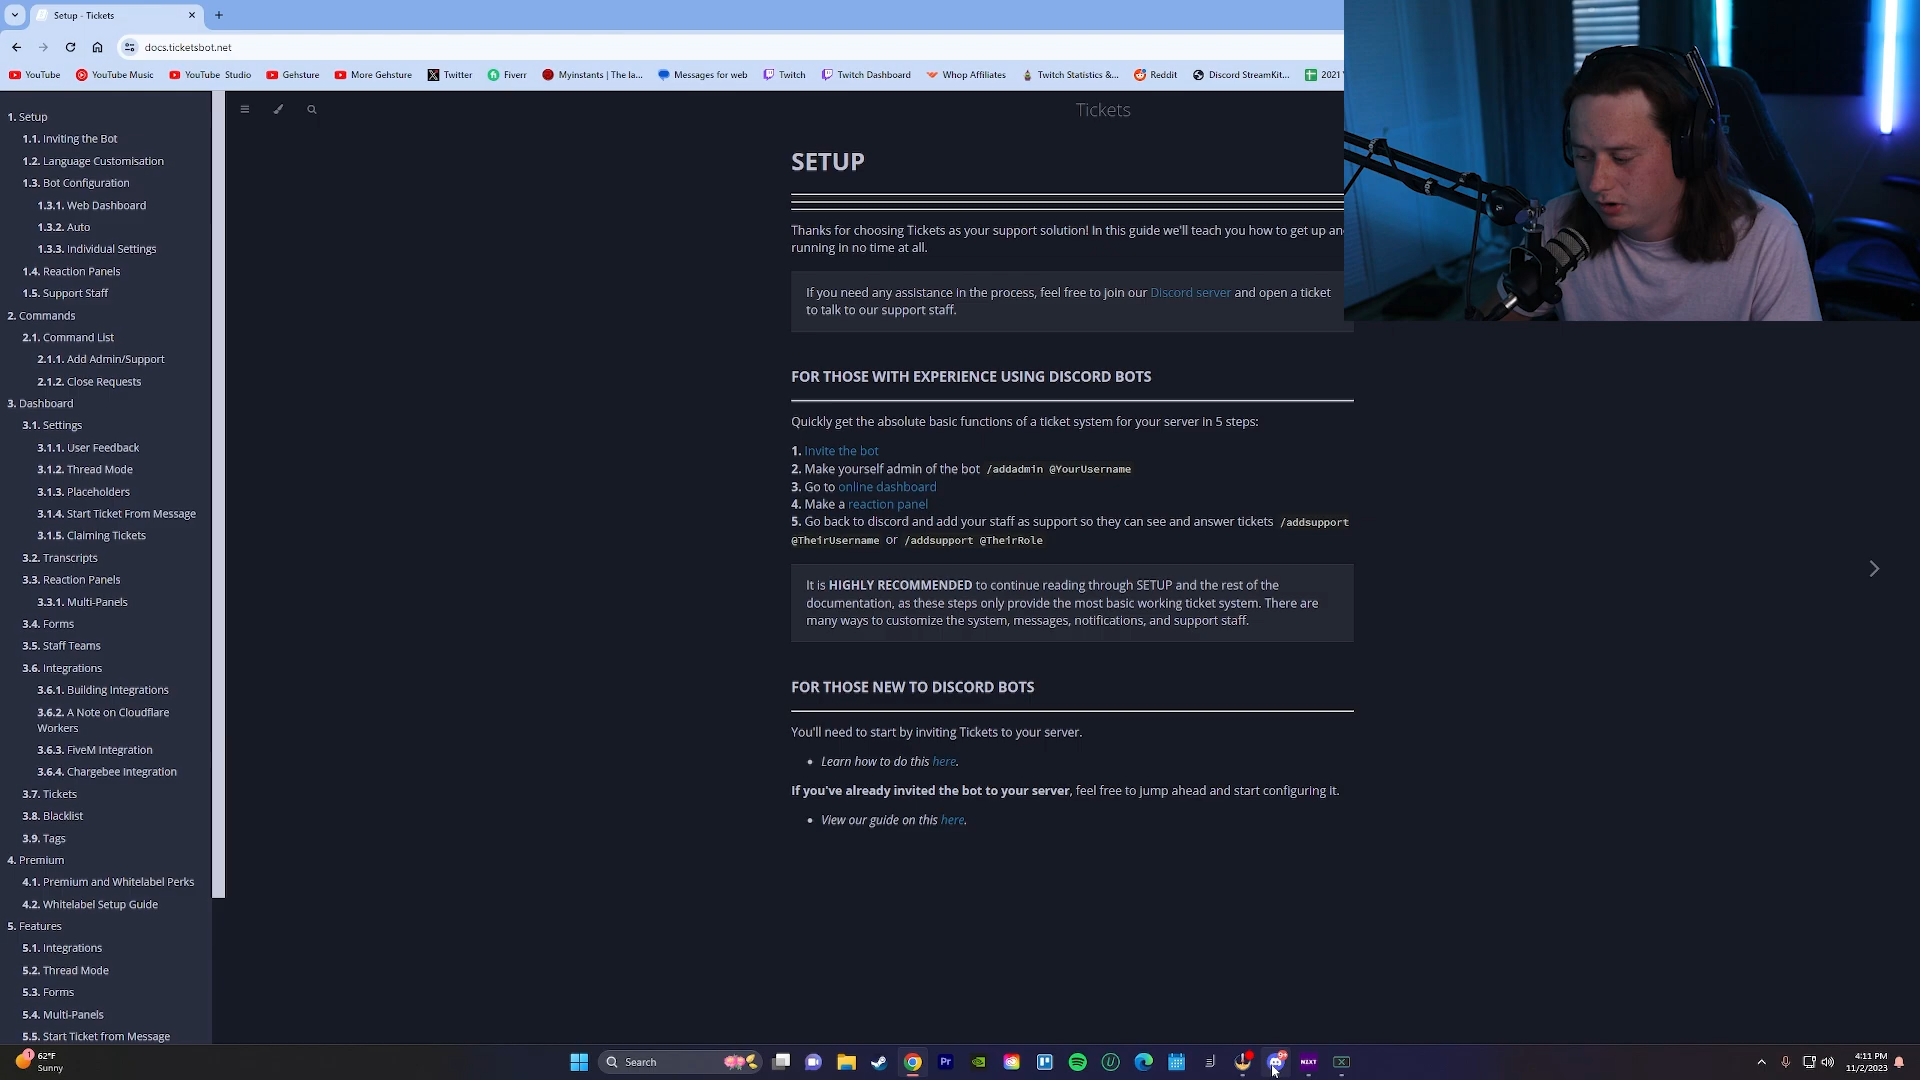 Setup - Tickets
docs.ticketsbot.net
YouTube
YouTube Music
YouTube Studio
Gehsture
More Gehsture
Twitter
Fiverr
Myinstants | The la...
Messages for web
Twitch
Twitch Dashboard
Whop Affiliates
Twitch Statistics &...
Reddit
Discord StreamKit...
2021
1. Setup
1.1. Inviting the Bot
1.2. Language Customisation
1.3. Bot Configuration
1.3.1. Web Dashboard
1.3.2. Auto
1.3.3. Individual Settings
1.4. Reaction Panels
1.5. Support Staff
2. Commands
2.1. Command List
2.1.1. Add Admin/Support
2.1.2. Close Requests
3. Dashboard
3.1. Settings
3.1.1. User Feedback
3.1.2. Thread Mode
3.1.3. Placeholders
3.1.4. Start Ticket From Message
3.1.5. Claiming Tickets
3.2. Transcripts
3.3. Reaction Panels
3.3.1. Multi-Panels
3.4. Forms
3.5. Staff Teams
3.6. Integrations
3.6.1. Building Integrations
3.6.2. A Note on Cloudflare
Workers
3.6.3. FiveM Integration
3.6.4. Chargebee Integration
3.7. Tickets
3.8. Blacklist
3.9. Tags
4. Premium
4.1. Premium and Whitelabel Perks
4.2. Whitelabel Setup Guide
5. Features
5.1. Integrations
5.2. Thread Mode
5.3. Forms
5.4. Multi-Panels
5.5. Start Ticket from Message
Tickets
SETUP
Thanks for choosing Tickets as your support solution! In this guide we'll teach you how to get up an
running in no time at all.
If you need any assistance in the process, feel free to join our Discord server and open a ticket
to talk to our support staff.
FOR THOSE WITH EXPERIENCE USING DISCORD BOTS
Quickly get the absolute basic functions of a ticket system for your server in 5 steps:
1. Invite the bot
2. Make yourself admin of the bot /addadmin @YourUsername
3. Go to online dashboard
4. Make a reaction panel
5. Go back to discord and add your staff as support so they can see and answer tickets /addsupport
@TheirUsername or /addsupport @TheirRole
It is HIGHLY RECOMMENDED to continue reading through SETUP and the rest of the
documentation, as these steps only provide the most basic working ticket system. There are
many ways to customize the system, messages, notifications, and support staff.
FOR THOSE NEW TO DISCORD BOTS
You'll need to start by inviting Tickets to your server.
• Learn how to do this here.
If you've already invited the bot to your server, feel free to jump ahead and start configuring it.
• View our guide on this here.
1
62°F
Sunny
Search
Pr
NIXT
4:11 PM
11/2/2023